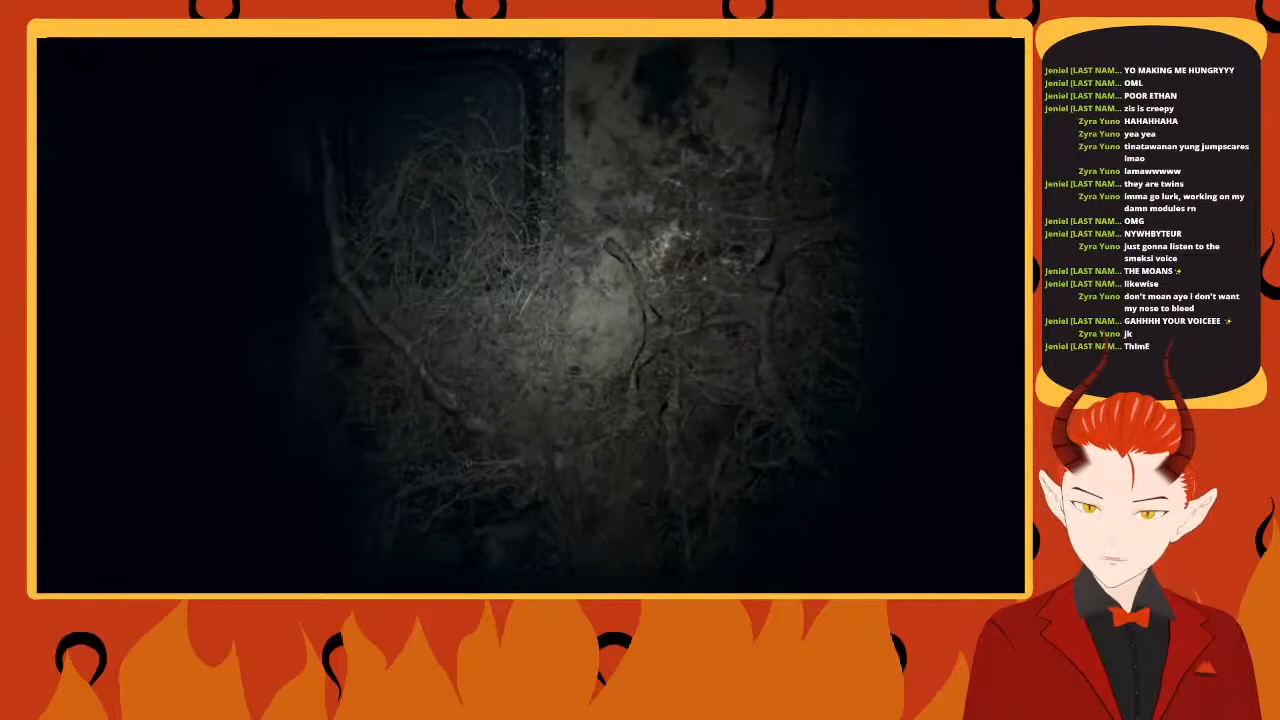 Jeniel [LAST NAM... YO MAKING ME HUNGRYYY
Jeniel [LAST NAM... OML
Jeniel [LAST NAM... POOR ETHAN
Jeniel [LAST NAM... zis is creepy
Zyra Yuno HAHAHHAHA
Zyra Yuno yea yea
Zyra Yuno tinatawanan yung jumpscares
lmao
Zyra Yuno lamawwwww
Jeniel [LAST NAM... they are twins
Zyra Yuno imma go lurk, working on my
damn modules rn
Jeniel [LAST NAM... OMG
Jeniel [LAST NAM... NYWHBYTEUR
Zyra Yuno just gonna listen to the
smeksi voice
Jeniel [LAST NAM... THE MOANS ✨
Jeniel [LAST NAM... likewise
Zyra Yuno don't moan aye i don't want
my nose to bleed
Jeniel [LAST NAM... GAHHHH YOUR VOICEEE ✨
Zyra Yuno jk
Jeniel [LAST NAM... ThImE